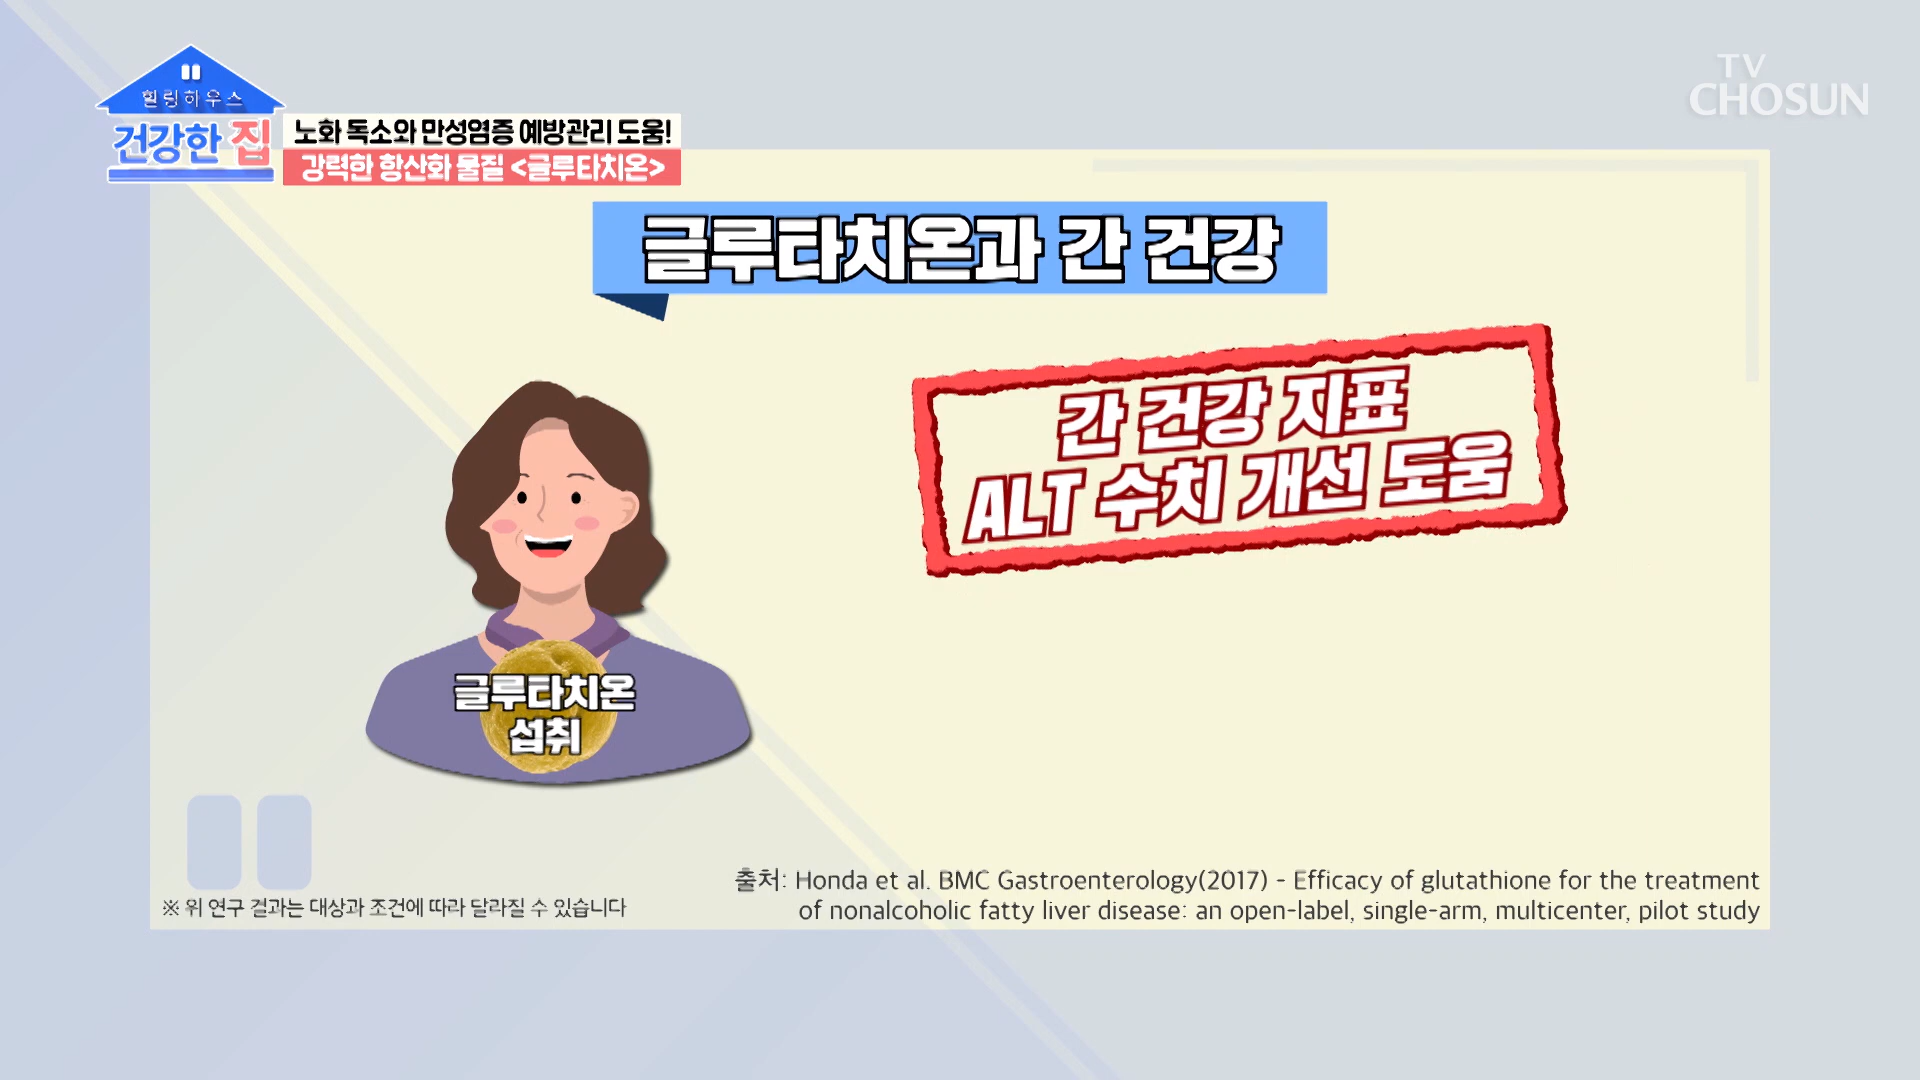 TV
CHOSUN
힐링하우스
건강한 집
노화 독소와 만성염증 예방관리 도움!
강력한 항산화 물질 <글루타치온>
글루타치온과 간 건강
간 건강 지표
ALT 수치 개선 도움
글루타치온
섭취
출처: Honda et al. BMC Gastroenterology(2017) - Efficacy of glutathione for the treatment
of nonalcoholic fatty liver disease: an open-label, single-arm, multicenter, pilot study
※ 위 연구 결과는 대상과 조건에 따라 달라질 수 있습니다